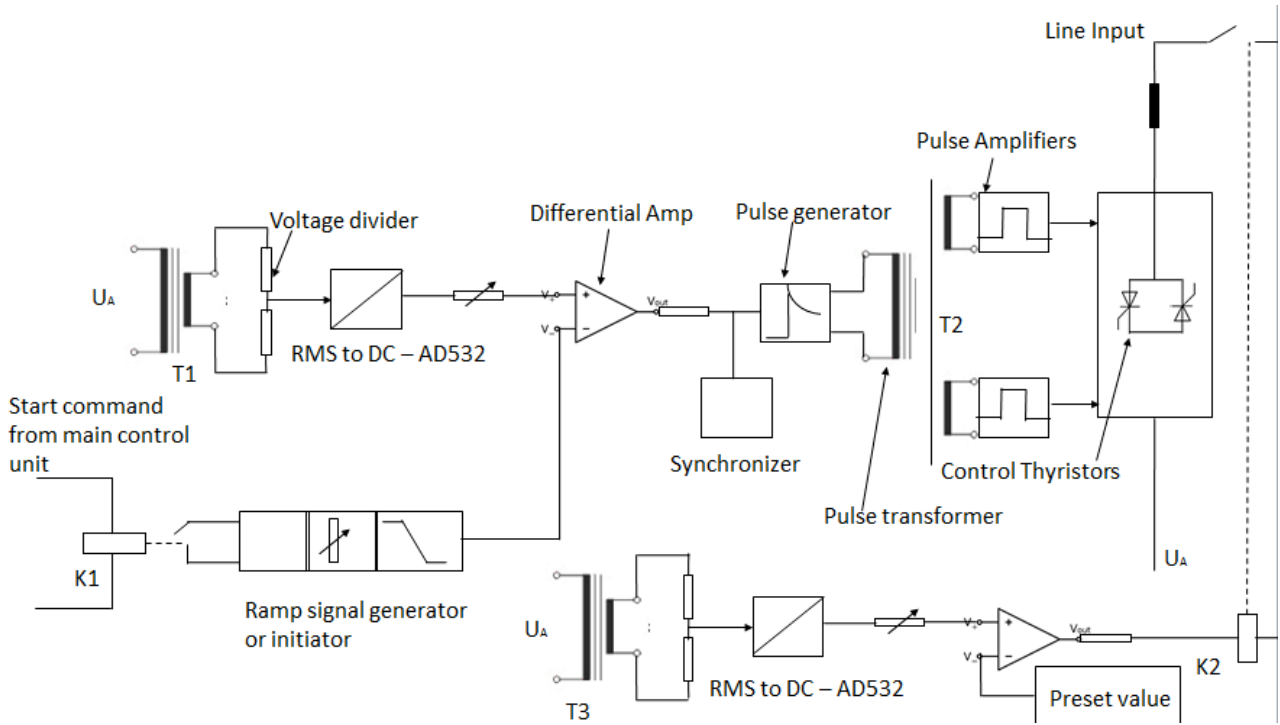 Line Input
Pulse Amplifiers
Voltage divider
Differential Amp
Pulse generator
UA
V+
V-
Vout
T1
RMS to DC – AD532
T2
Start command
from main control
unit
Synchronizer
Control Thyristors
Pulse transformer
K1
Ramp signal generator
or initiator
UA
UA
V+
V-
Vout
K2
RMS to DC – AD532
Preset value
T3